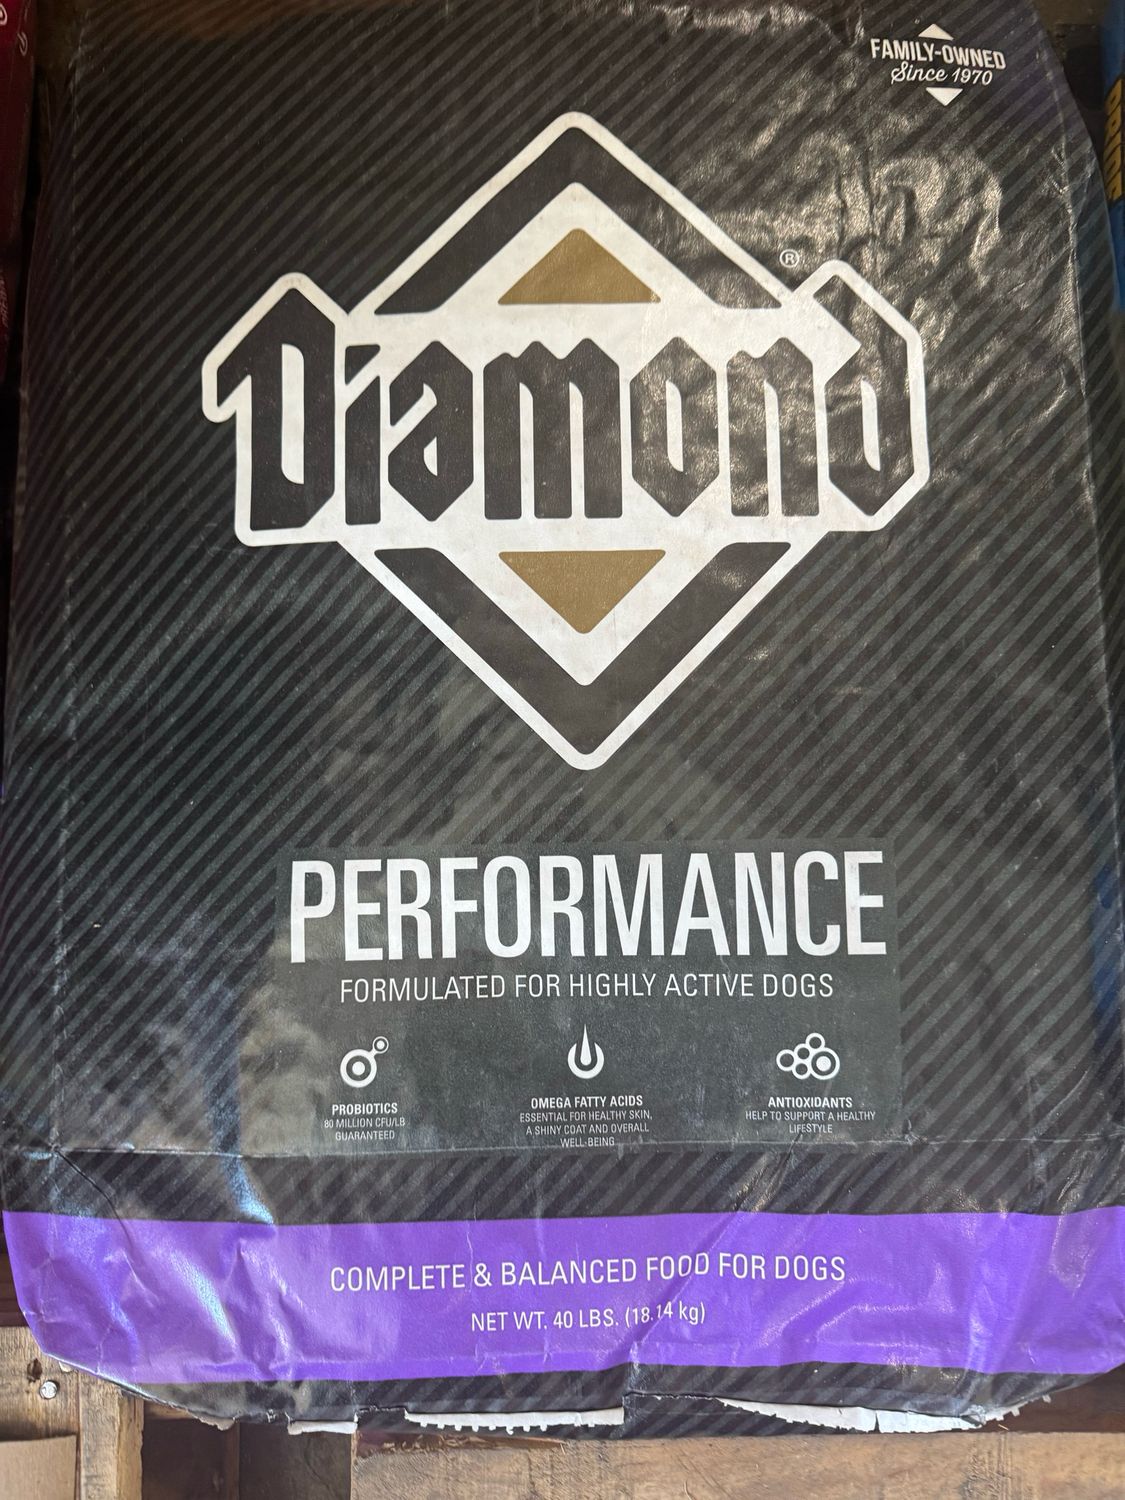 FAMILY-OWNED
Since 1970
Diamond®
PERFORMANCE
FORMULATED FOR HIGHLY ACTIVE DOGS
PROBIOTICS
80 MILLION CFU/LB
GUARANTEED
OMEGA FATTY ACIDS
ESSENTIAL FOR HEALTHY SKIN,
A SHINY COAT AND OVERALL
WELL-BEING
ANTIOXIDANTS
HELP TO SUPPORT A HEALTHY
LIFESTYLE
COMPLETE & BALANCED FOOD FOR DOGS
NET WT. 40 LBS. (18.14 kg)